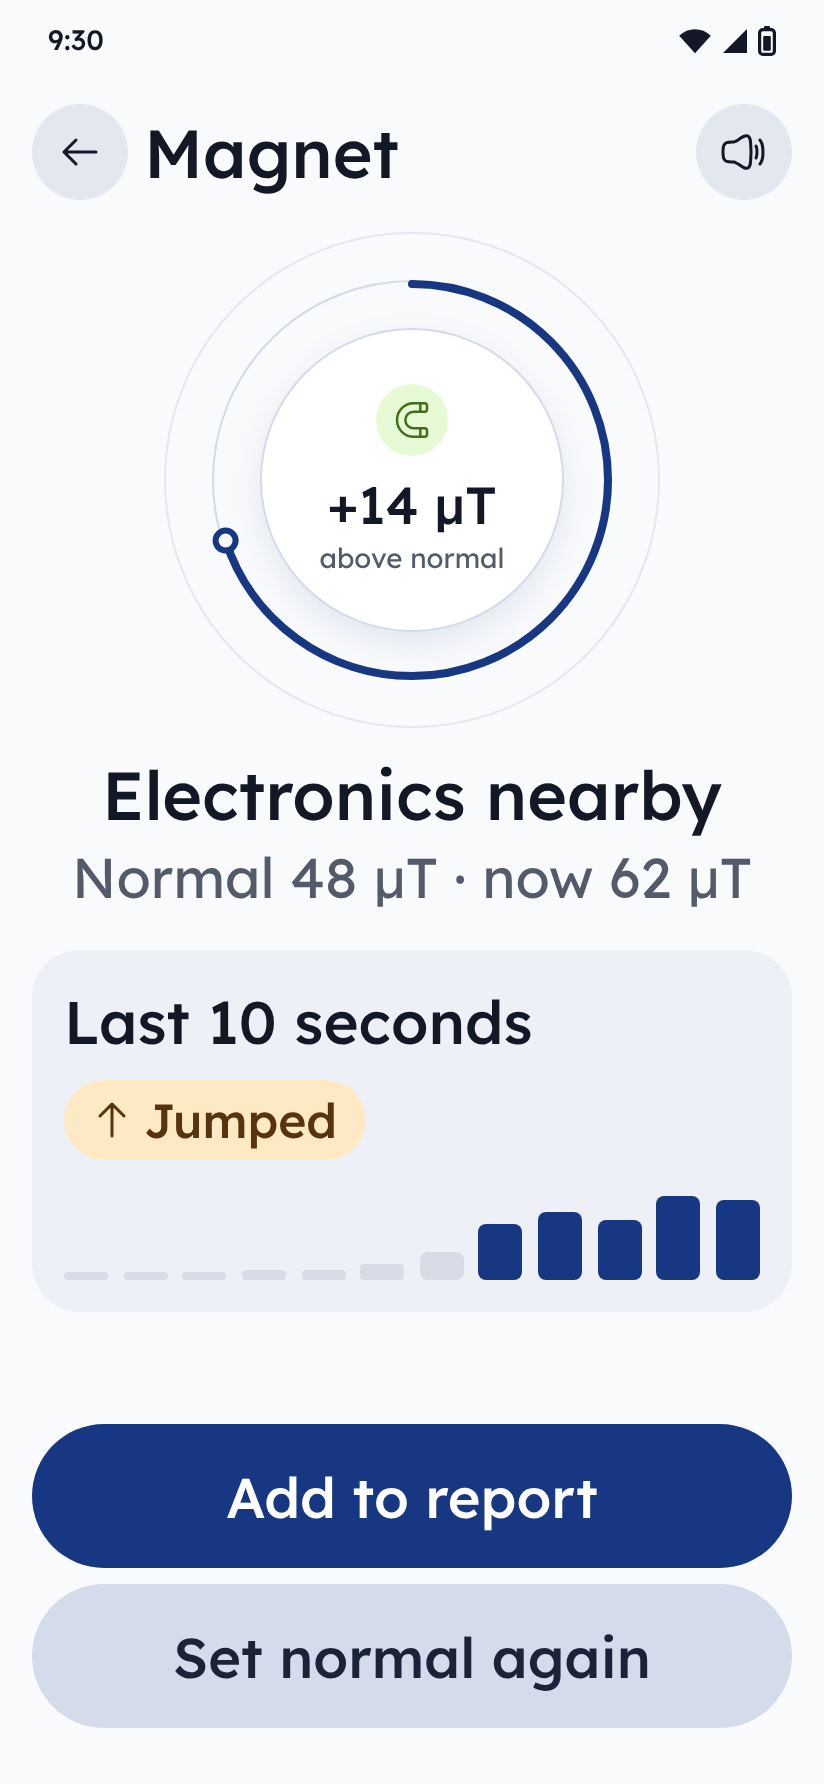 9:30
Magnet
+14 µT
above normal
Electronics nearby
Normal 48 µT · now 62 µT
Last 10 seconds
↑ Jumped
Add to report
Set normal again